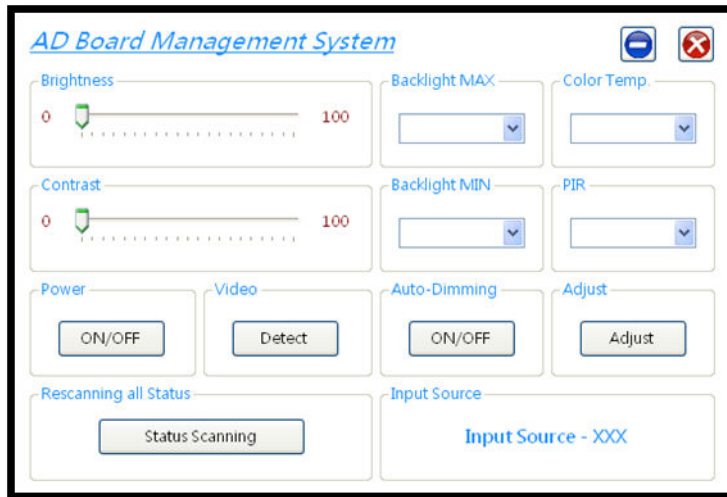 AD Board Management System
Brightness
0
100
Backlight MAX
Color Temp.
Contrast
0
100
Backlight MIN
PIR
Power
ON/OFF
Video
Detect
Auto-Dimming
ON/OFF
Adjust
Adjust
Rescanning all Status
Status Scanning
Input Source
Input Source - XXX